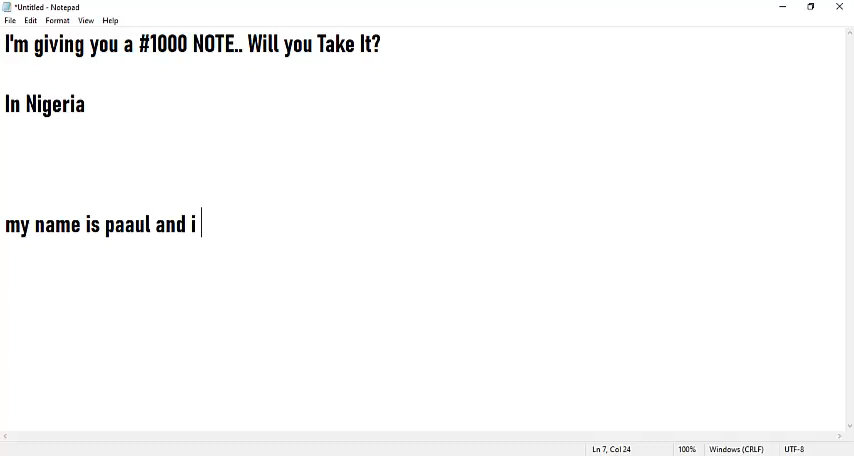 *Untitled - Notepad
File Edit Format View Help
I'm giving you a #1000 NOTE.. Will you Take It?
In Nigeria
my name is paaul and i
Ln 7, Col 24 100% Windows (CRLF) UTF-8